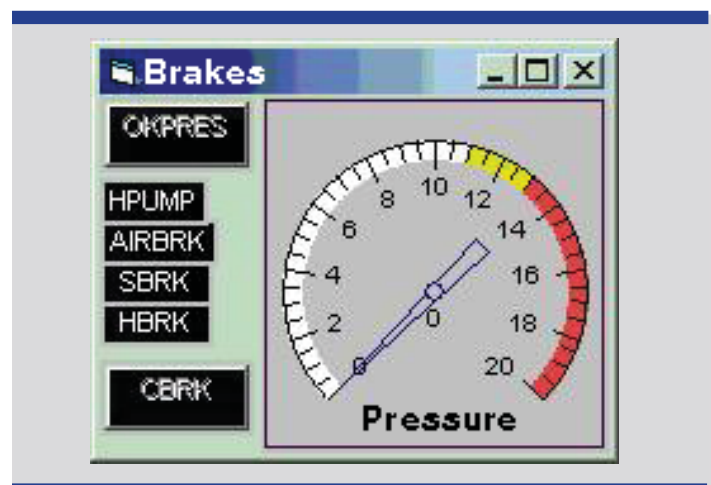 Brakes
OKPRES
HPUMP
AIRBRK
SBRK
HBRK
CBRK
0
2
4
6
8
10
12
14
16
18
20
0
Pressure